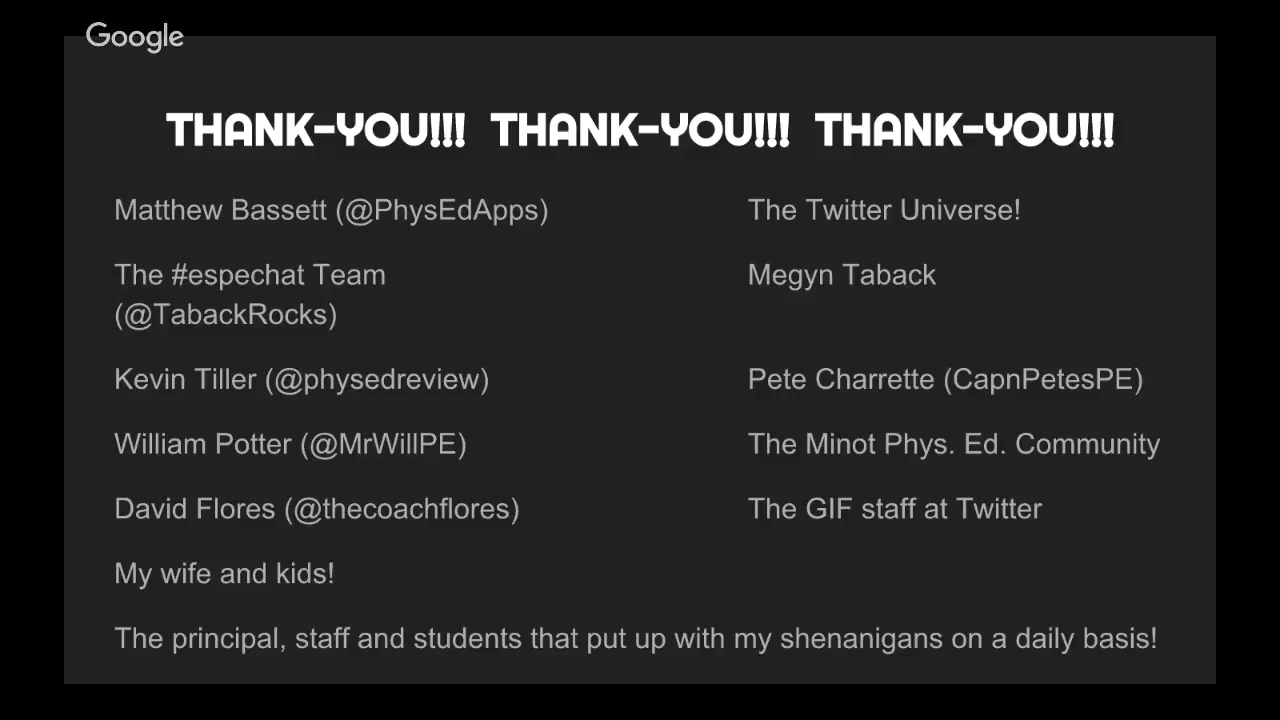 Google
THANK-YOU!!! THANK-YOU!!! THANK-YOU!!!
Matthew Bassett (@PhysEdApps)
The Twitter Universe!
The #espechat Team
(@TabackRocks)
Megyn Taback
Kevin Tiller (@physedreview)
Pete Charrette (CapnPetesPE)
William Potter (@MrWillPE)
The Minot Phys. Ed. Community
David Flores (@thecoachflores)
The GIF staff at Twitter
My wife and kids!
The principal, staff and students that put up with my shenanigans on a daily basis!